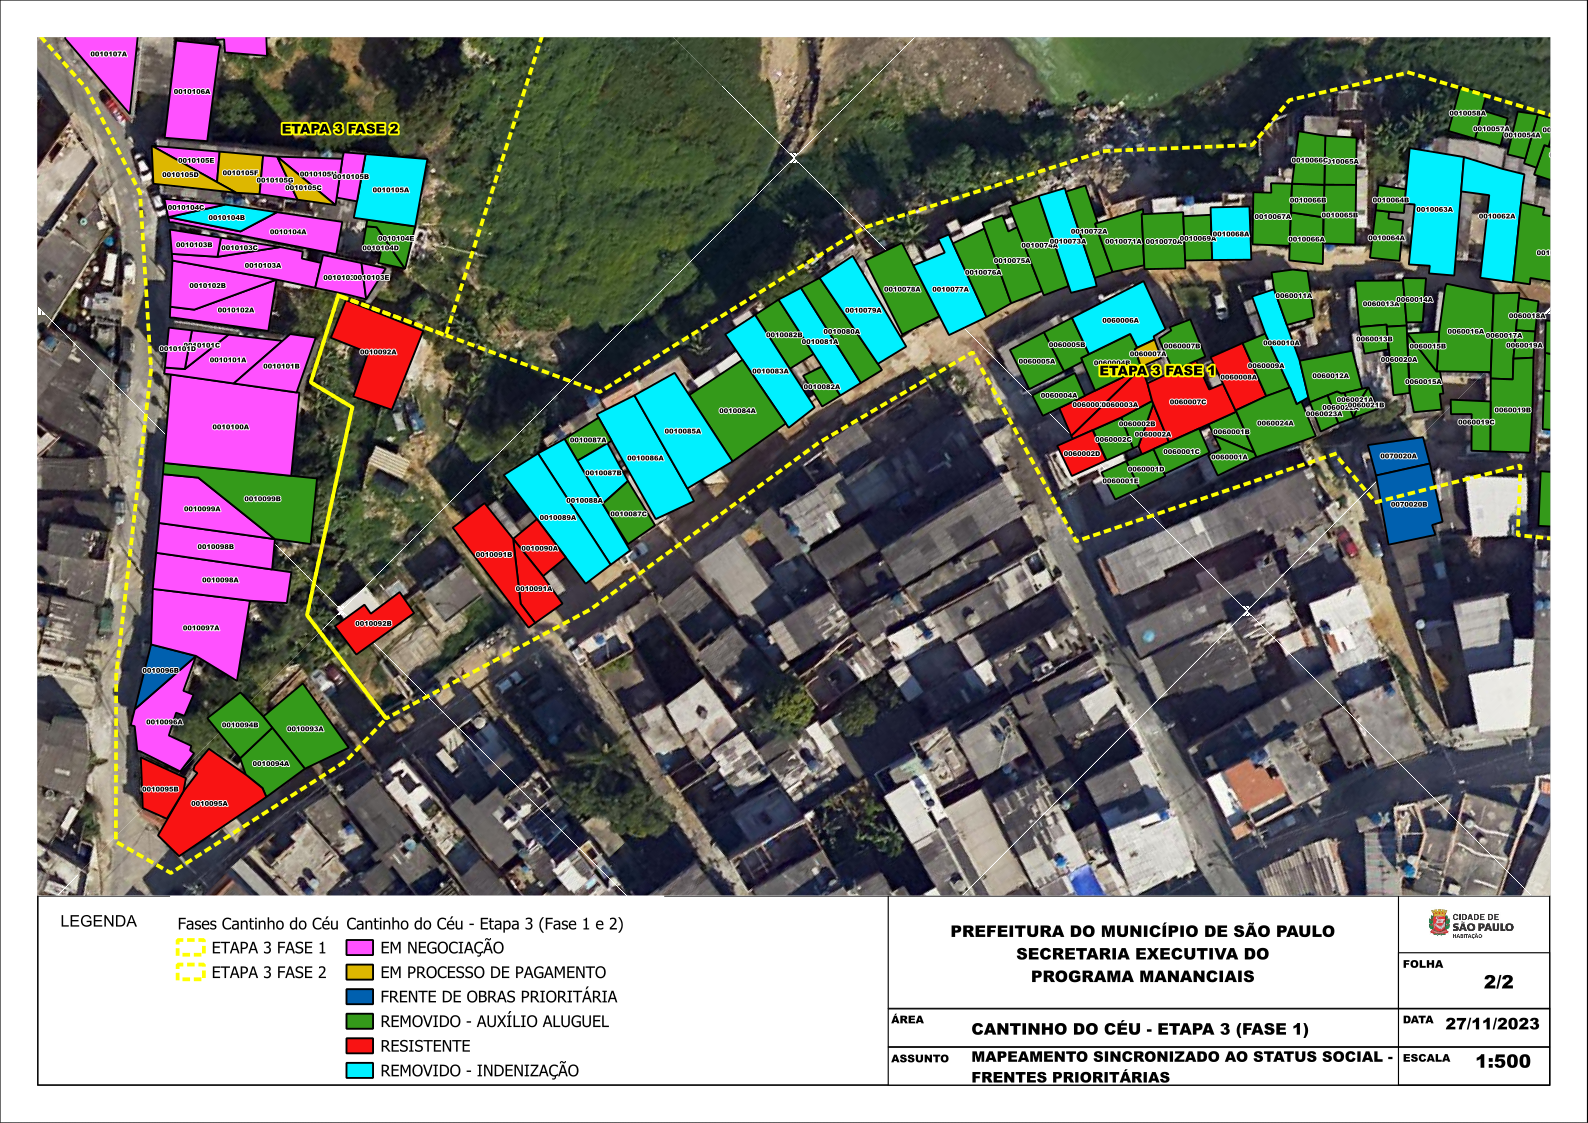 0010107A
0010106A
ETAPA 3 FASE 2
0010105E
0010105D
0010105F
0010105G
0010105C
0010105B
0010105A
0010104C
0010104B
0010104A
0010104E
0010104D
0010103B
0010103C
0010103A
0010103E
0010102B
0010102A
0010101D
0010101C
0010101A
0010101B
0010100A
0010099B
0010099A
0010098B
0010098A
0010097A
0010096B
0010096A
0010095B
0010095A
0010094B
0010094A
0010093A
0010092A
0010092B
0010091B
0010091A
0010090A
0010089A
0010088A
0010087A
0010087B
0010087C
0010086A
0010085A
0010084A
0010083A
0010082B
0010082A
0010081A
0010080A
0010079A
0010078A
0010077A
0010076A
0010075A
0010074A
0010073A
0010072A
0010071A
0010070A
0010069A
0010068A
0010067A
0010066C
0010066B
0010066A
0010065B
0010064B
0010064A
0010063A
0010062A
0010058A
0010057A
0010054A
ETAPA 3 FASE 1
0060006A
0060005B
0060005A
0060004A
0060007A
0060007B
0060007C
0060008A
0060009A
0060010A
0060011A
0060012A
0060003A
0060002B
0060002A
0060002C
0060002D
0060001B
0060001A
0060001C
0060001D
0060001E
0060024A
0060023A
0060021A
0060021B
0060013A
0060013B
0060014A
0060015B
0060015A
0060016A
0060017A
0060018A
0060019A
0060019B
0060019C
0060020A
0070020A
0070020B
LEGENDA
Fases Cantinho do Céu
ETAPA 3 FASE 1
ETAPA 3 FASE 2
Cantinho do Céu - Etapa 3 (Fase 1 e 2)
EM NEGOCIAÇÃO
EM PROCESSO DE PAGAMENTO
FRENTE DE OBRAS PRIORITÁRIA
REMOVIDO - AUXÍLIO ALUGUEL
RESISTENTE
REMOVIDO - INDENIZAÇÃO
PREFEITURA DO MUNICÍPIO DE SÃO PAULO
SECRETARIA EXECUTIVA DO
PROGRAMA MANANCIAIS
CIDADE DE
SÃO PAULO
HABITAÇÃO
FOLHA
2/2
ÁREA
CANTINHO DO CÉU - ETAPA 3 (FASE 1)
DATA 27/11/2023
ASSUNTO
MAPEAMENTO SINCRONIZADO AO STATUS SOCIAL -
FRENTES PRIORITÁRIAS
ESCALA 1:500